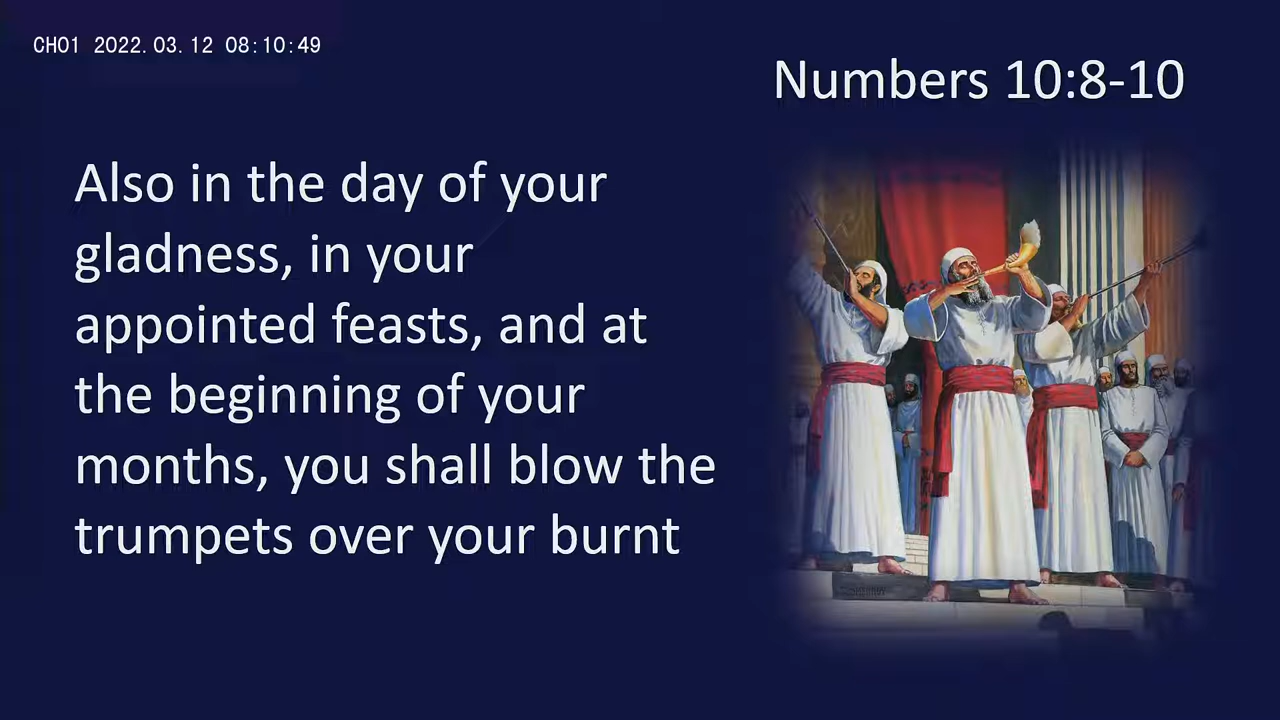 CH01 2022.03.12 08:10:49
Numbers 10:8-10
Also in the day of your
gladness, in your
appointed feasts, and at
the beginning of your
months, you shall blow the
trumpets over your burnt